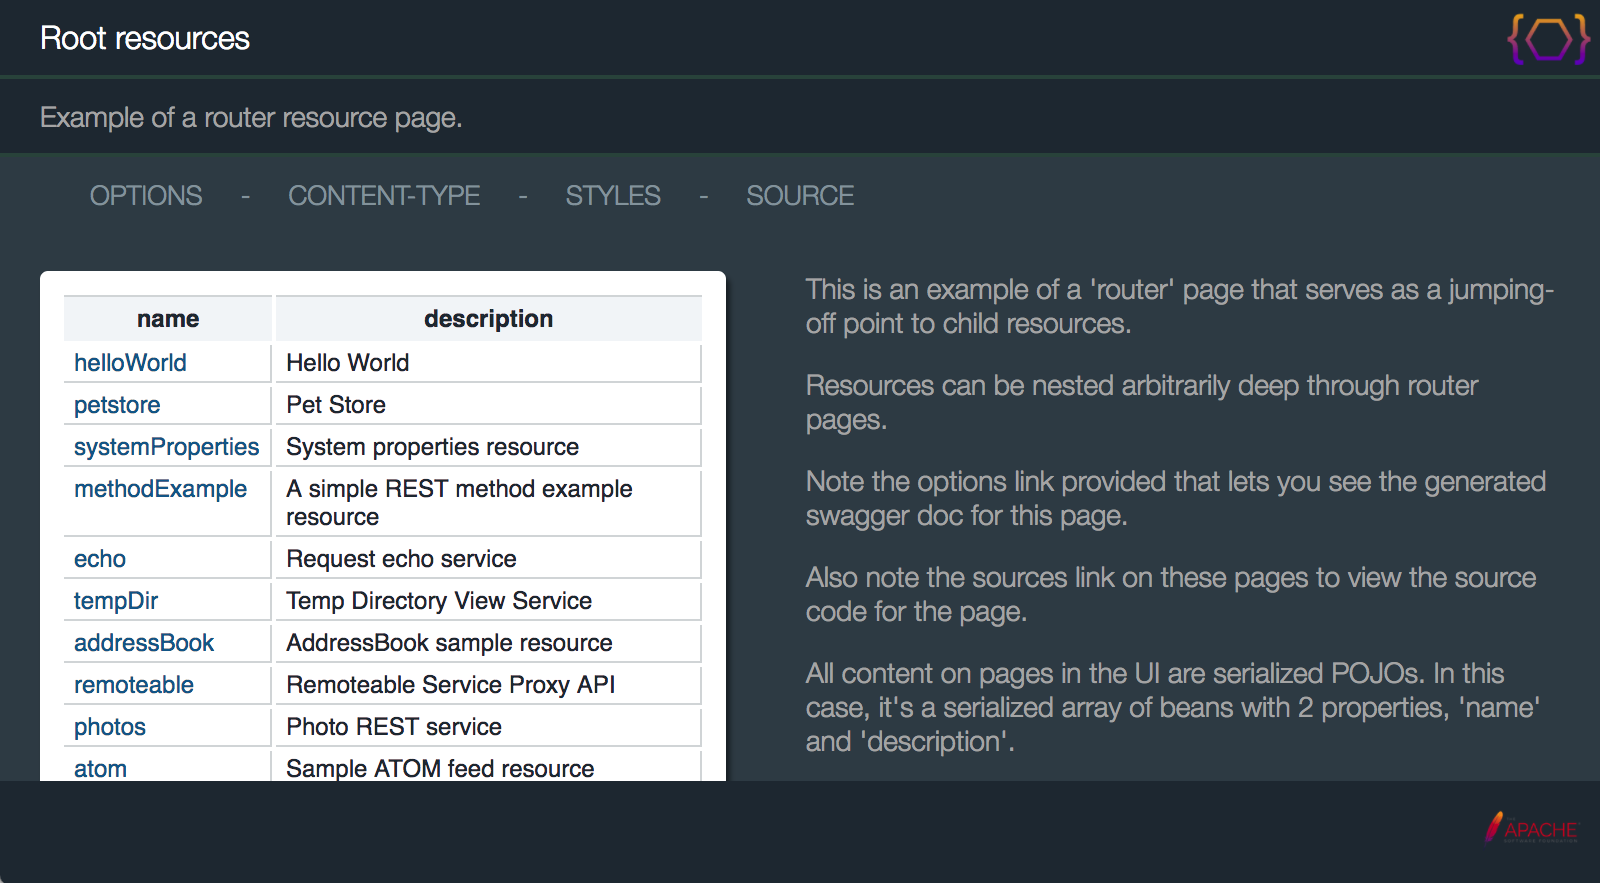 Root resources
Example of a router resource page.
OPTIONS - CONTENT-TYPE - STYLES - SOURCE
name description
helloWorld Hello World
petstore Pet Store
systemProperties System properties resource
methodExample A simple REST method example
resource
echo Request echo service
tempDir Temp Directory View Service
addressBook AddressBook sample resource
remoteable Remoteable Service Proxy API
photos Photo REST service
atom Sample ATOM feed resource
This is an example of a 'router' page that serves as a jumping-
off point to child resources.
Resources can be nested arbitrarily deep through router
pages.
Note the options link provided that lets you see the generated
swagger doc for this page.
Also note the sources link on these pages to view the source
code for the page.
All content on pages in the UI are serialized POJOs. In this
case, it's a serialized array of beans with 2 properties, 'name'
and 'description'.
APACHE